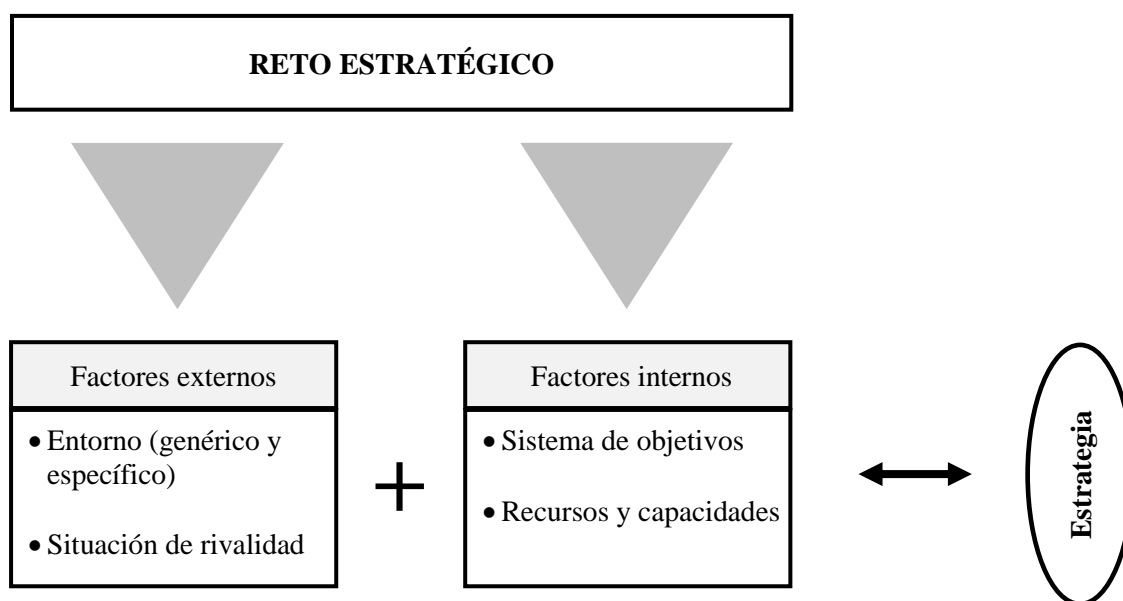 RETO ESTRATÉGICO
Factores externos
• Entorno (genérico y
específico)
• Situación de rivalidad
+
Factores internos
• Sistema de objetivos
• Recursos y capacidades
Estrategia